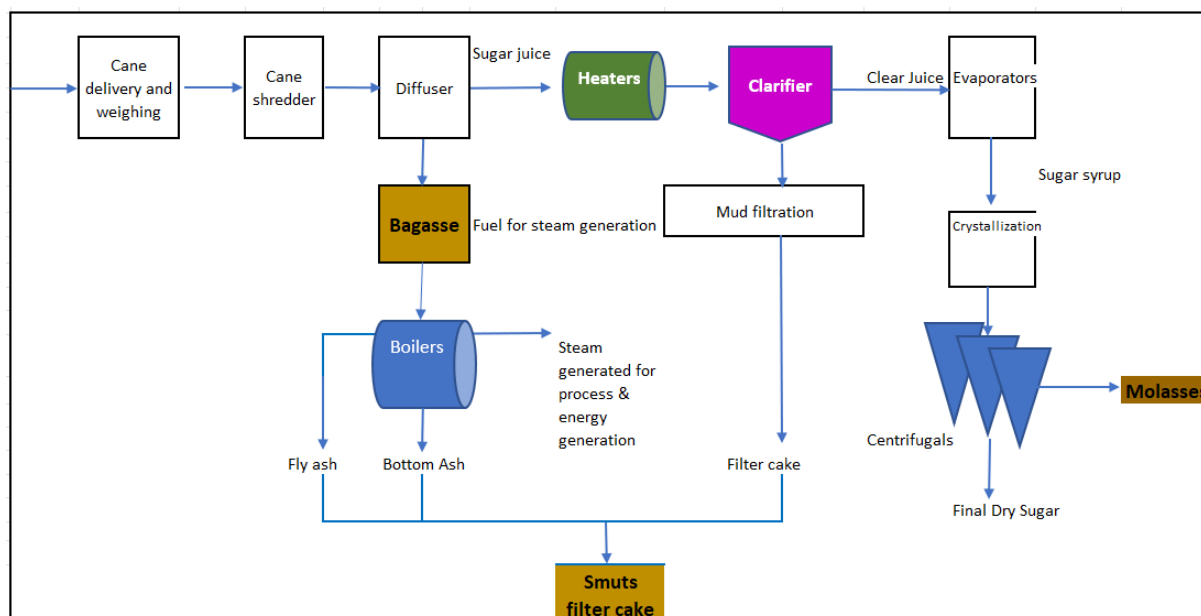 Cane
delivery and
weighing
Cane
shredder
Diffuser
Sugar juice
Heaters
Clarifier
Clear Juice
Evaporators
Bagasse
Fuel for steam generation
Mud filtration
Sugar syrup
Crystallization
Boilers
Steam
generated for
process &
energy
generation
Molasses
Centrifugals
Fly ash
Bottom Ash
Filter cake
Final Dry Sugar
Smuts
filter cake